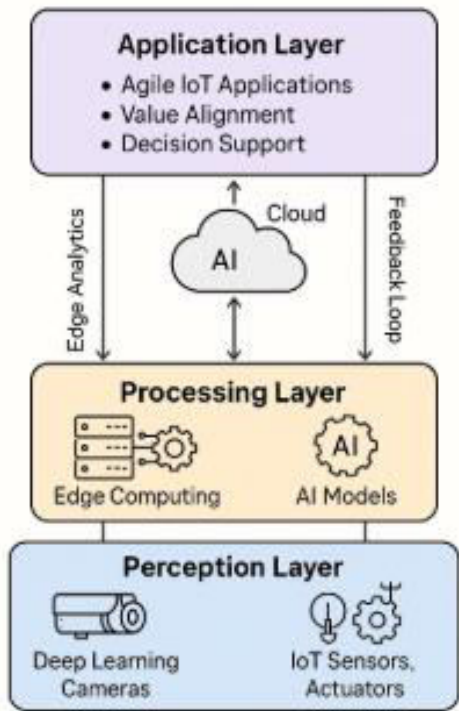 Application Layer
• Agile IoT Applications
• Value Alignment
• Decision Support
Edge Analytics
Cloud
AI
Feedback Loop
Processing Layer
AI
Edge Computing
AI Models
Perception Layer
Deep Learning
Cameras
IoT Sensors,
Actuators